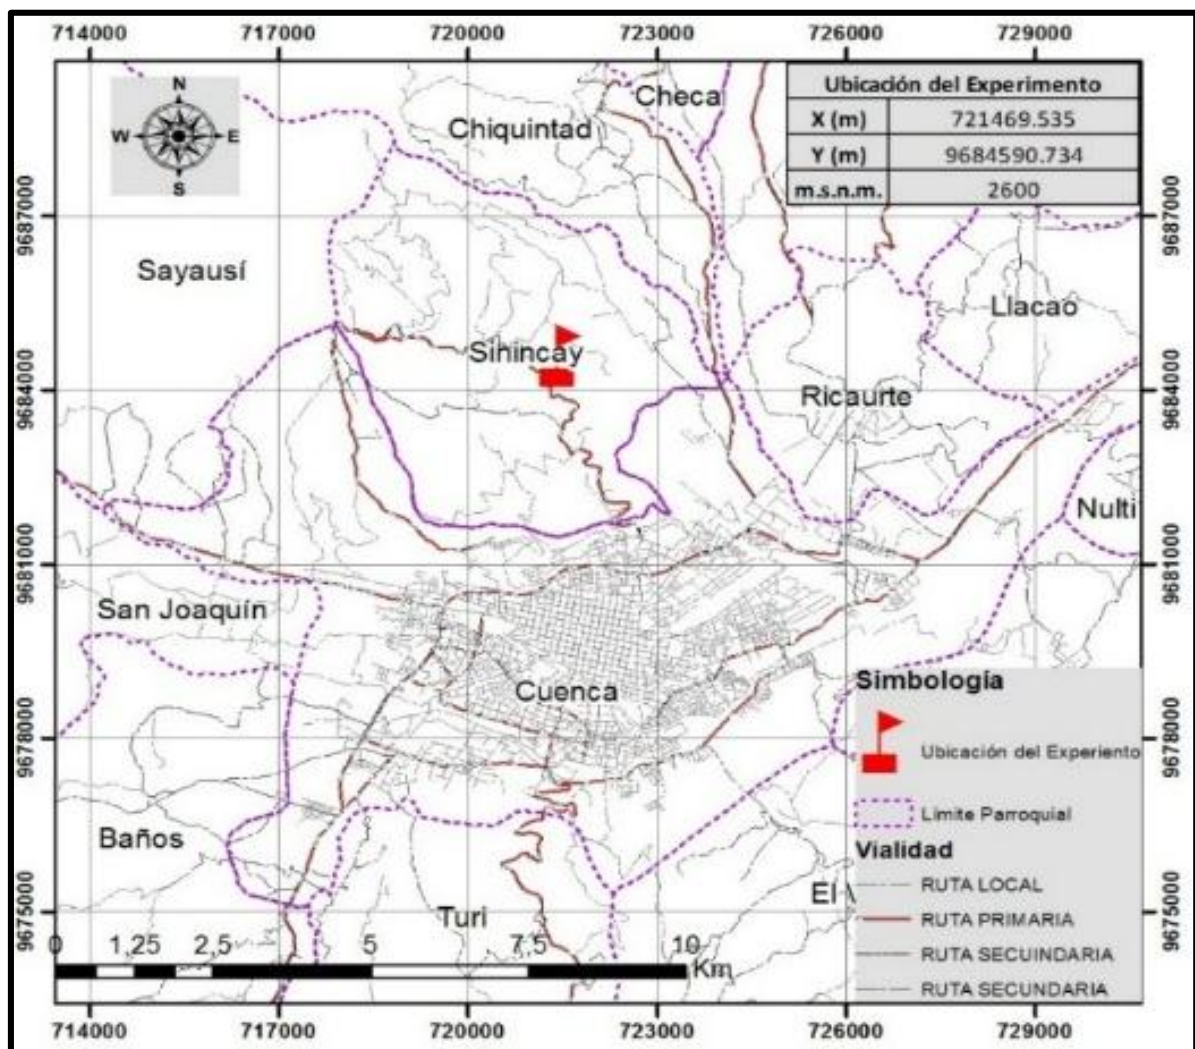 714000 717000 720000 723000 726000 729000
Ubicación del Experimento
X (m) 721469.535
Y (m) 9684590.734
m.s.n.m. 2600
N
W E
S
Checa
Chiquintad
9687000 9687000
Sayausí
Llacao
Sinincay
9684000 9684000
Ricaurte
Nulti
9681000 9681000
San Joaquín
Cuenca
Simbología
9678000 9678000
Ubicación del Experiento
Límite Parroquial
Baños
Vialidad
El
RUTA LOCAL
9675000 9675000
Turi
RUTA PRIMARIA
0 1,25 2,5 5 7,5 10
Km
RUTA SECUINDARIA
RUTA SECUNDARIA
714000 717000 720000 723000 726000 729000